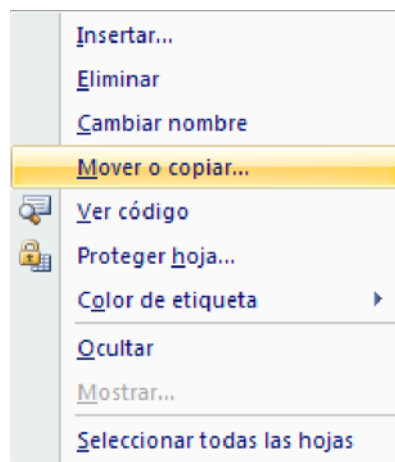 Insertar...
Eliminar
Cambiar nombre
Mover o copiar...
Ver código
Proteger hoja...
Color de etiqueta
Ocultar
Mostrar...
Seleccionar todas las hojas